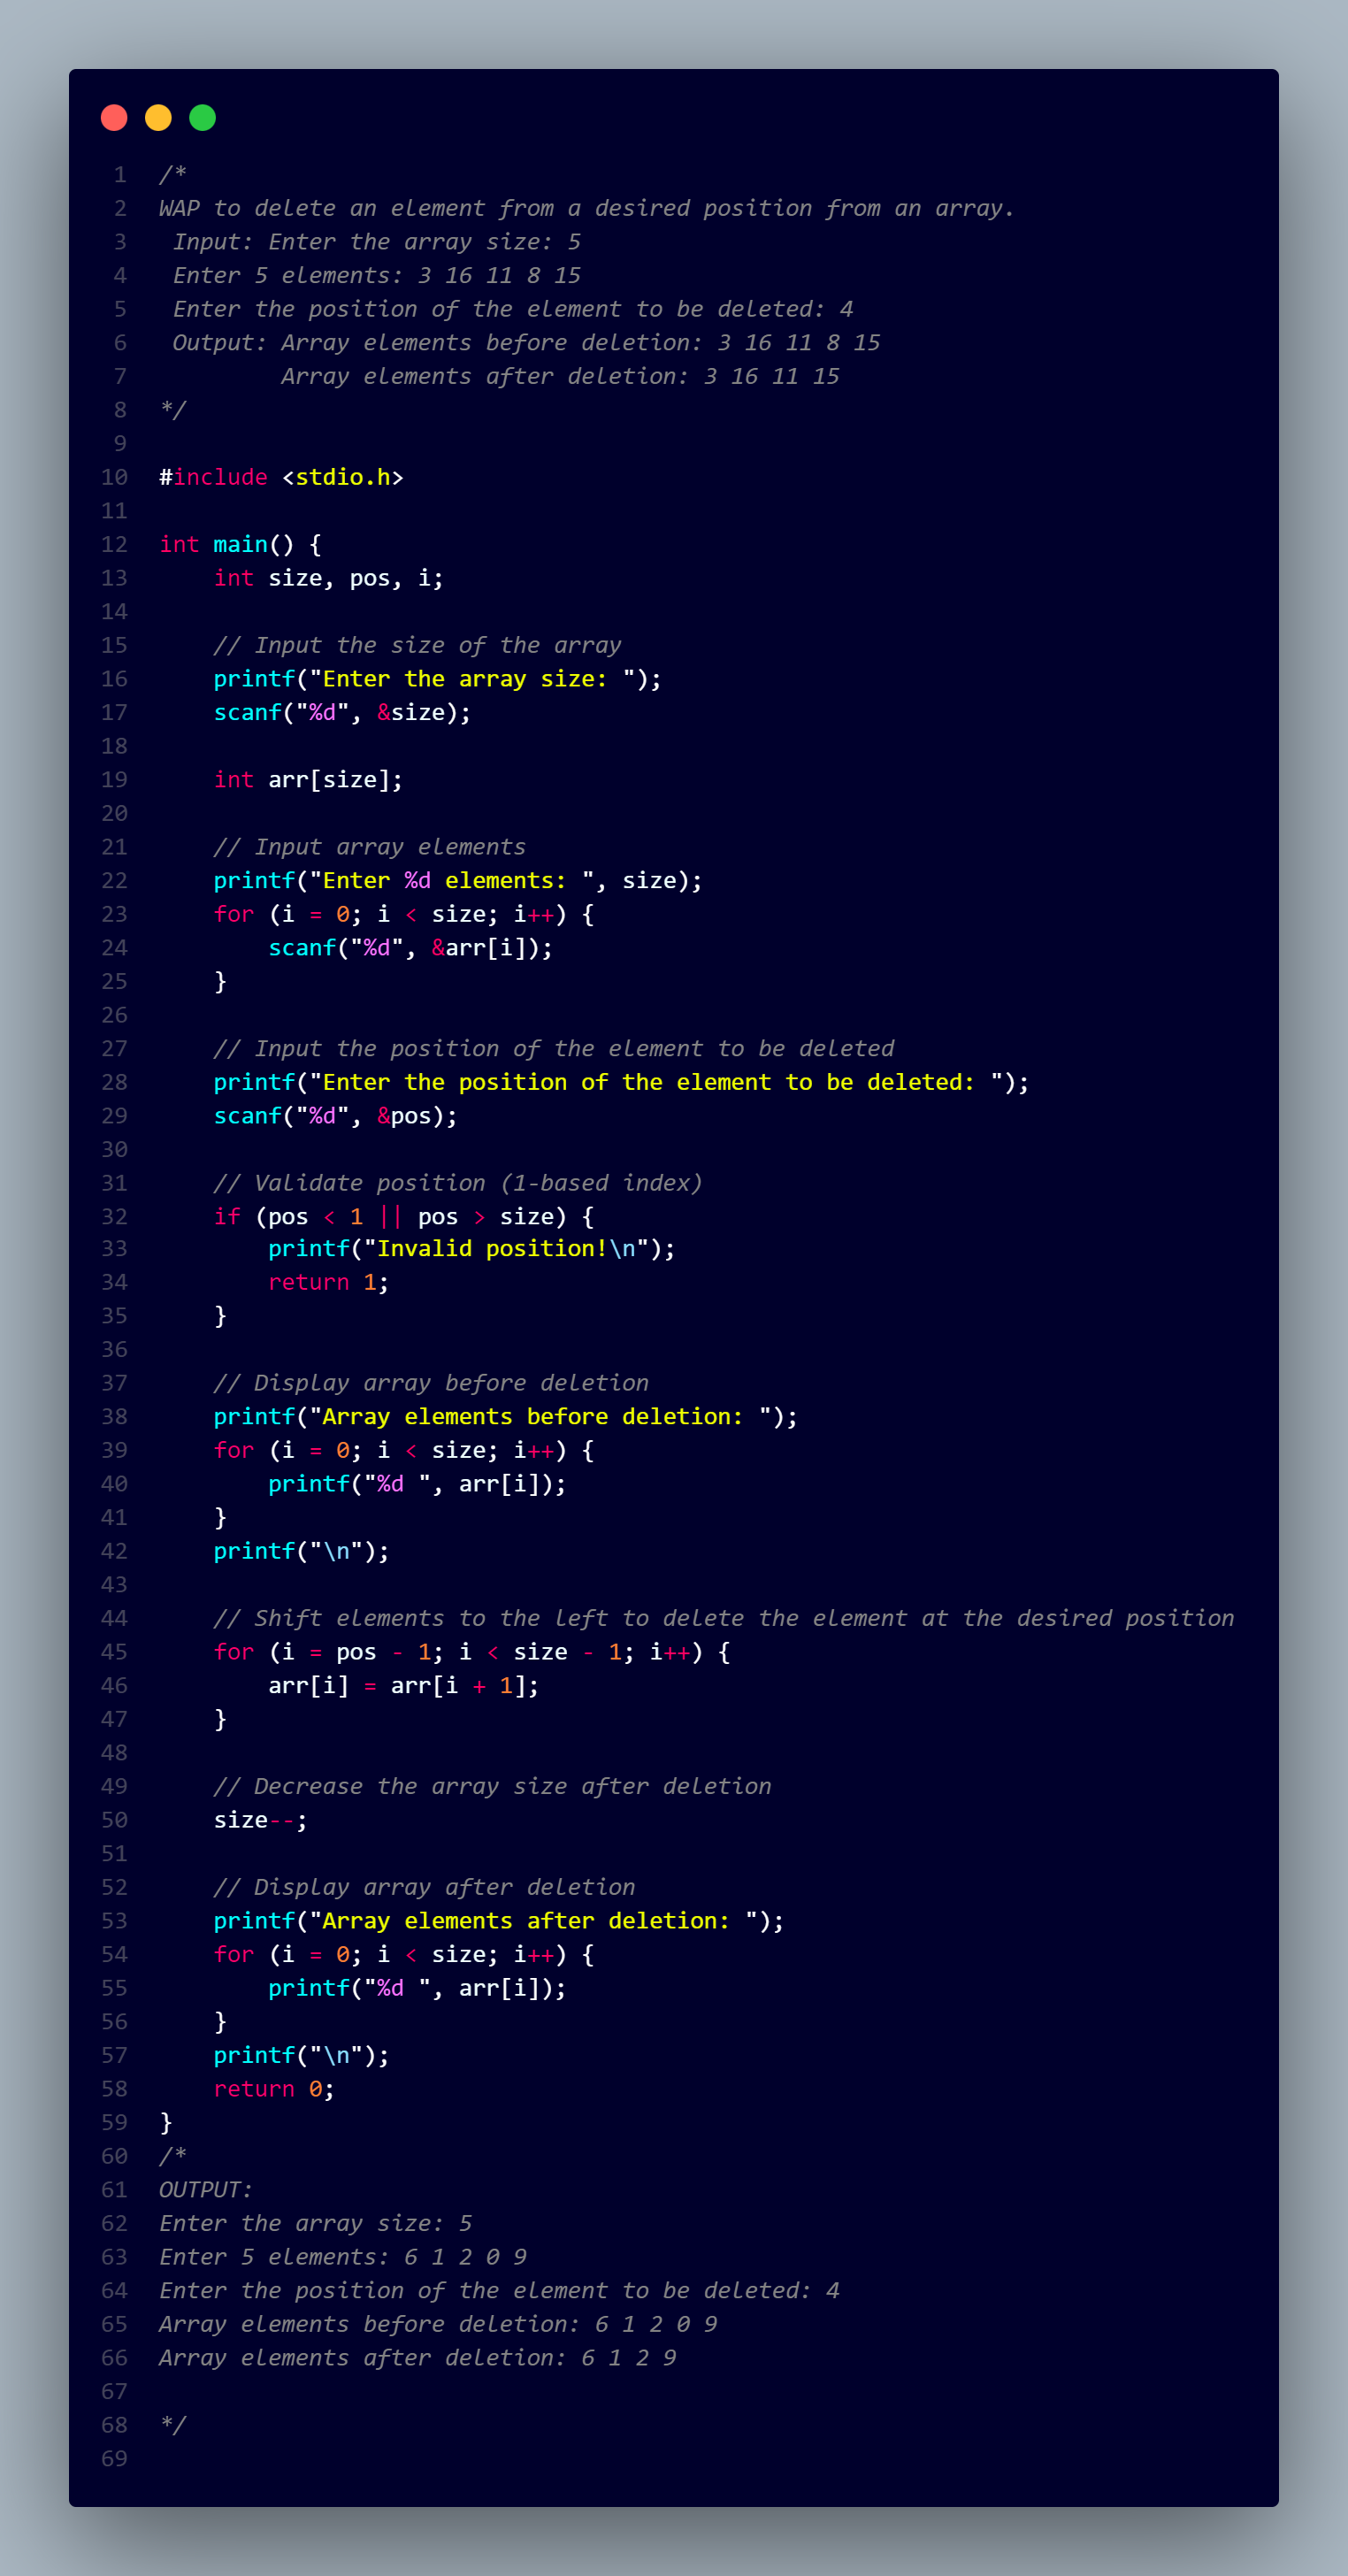 1 /*
2 WAP to delete an element from a desired position from an array.
3  Input: Enter the array size: 5
4  Enter 5 elements: 3 16 11 8 15
5  Enter the position of the element to be deleted: 4
6  Output: Array elements before deletion: 3 16 11 8 15
7          Array elements after deletion: 3 16 11 15
8 */
9
10 #include <stdio.h>
11
12 int main() {
13     int size, pos, i;
14
15     // Input the size of the array
16     printf("Enter the array size: ");
17     scanf("%d", &size);
18
19     int arr[size];
20
21     // Input array elements
22     printf("Enter %d elements: ", size);
23     for (i = 0; i < size; i++) {
24         scanf("%d", &arr[i]);
25     }
26
27     // Input the position of the element to be deleted
28     printf("Enter the position of the element to be deleted: ");
29     scanf("%d", &pos);
30
31     // Validate position (1-based index)
32     if (pos < 1 || pos > size) {
33         printf("Invalid position!\n");
34         return 1;
35     }
36
37     // Display array before deletion
38     printf("Array elements before deletion: ");
39     for (i = 0; i < size; i++) {
40         printf("%d ", arr[i]);
41     }
42     printf("\n");
43
44     // Shift elements to the left to delete the element at the desired position
45     for (i = pos - 1; i < size - 1; i++) {
46         arr[i] = arr[i + 1];
47     }
48
49     // Decrease the array size after deletion
50     size--;
51
52     // Display array after deletion
53     printf("Array elements after deletion: ");
54     for (i = 0; i < size; i++) {
55         printf("%d ", arr[i]);
56     }
57     printf("\n");
58     return 0;
59 }
60 /*
61 OUTPUT:
62 Enter the array size: 5
63 Enter 5 elements: 6 1 2 0 9
64 Enter the position of the element to be deleted: 4
65 Array elements before deletion: 6 1 2 0 9
66 Array elements after deletion: 6 1 2 9
67
68 */
69